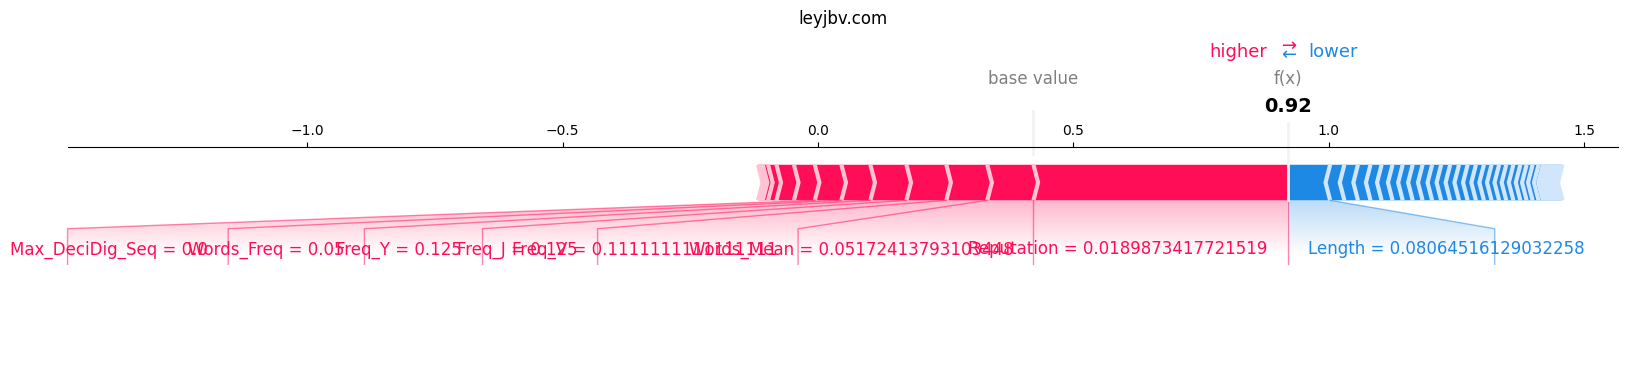 leyjbv.com
higher ⇄ lower
base value f(x)
0.92
−1.0 −0.5 0.0 0.5 1.0 1.5
Max_DeciDig_Seq = 0.0 Words_Freq = 0.05 Freq_Y = 0.125 Freq_J = 0.125 Freq_V = 0.1111111111111111 Words_Mean = 0.05172413793103448 Reputation = 0.0189873417721519 Length = 0.08064516129032258